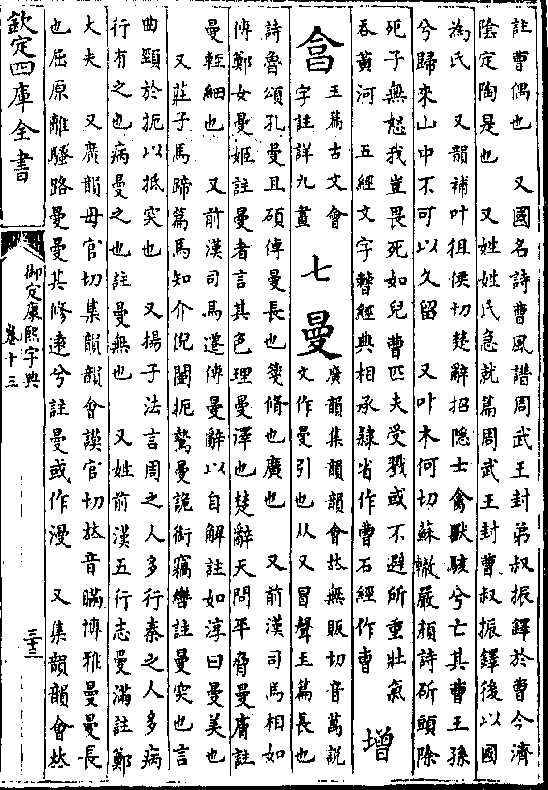 註曹偶也　又國名詩曹風譜周武王封弟叔振鐸於曹今濟
陰定陶是也　又姓姓氏急就篇周武王封曹叔振鐸後以國
為氏　又韻補叶徂侯切楚辭招隱士禽獸駭兮亡其曹王孫
兮歸來山中不可以久留　又叶木何切蘇轍嚴顏詩斫頭除
死子無怒我豈畏死如兒曹匹夫受戮或不避所重壯氣
吞黃河　五經文字䜳經典相承隸省作曹石經作曺　增
㑹　玉篇古文會字註詳九畫　七　曼　廣韻集韻韻會𠀤無販切音萬說文作曼引也从又冒聲玉篇長也
詩魯頌孔曼且碩傳曼長也箋脩也廣也　又前漢司馬相如
傳鄭女曼姬註曼者言其色理曼澤也楚辭天問平脅曼膚註
曼輕細也　又前漢司馬遷傳曼辭以自解註如淳曰曼美也
又莊子馬蹄篇馬知介倪闉扼鷙曼詭銜竊轡註曼突也言
曲頸於扼以抵突也　又揚子法言周之人多行秦之人多病
行有之也病曼之也註曼無也　又姓前漢五行志曼滿註鄭
大夫　又廣韻母官切集韻韻會謨官切𠀤音瞞博雅曼曼長
也屈原離騷路曼曼其修遠兮註曼或作漫　又集韻韻會𠀤
欽定四庫全書
御定康熙字典
卷十三
三十三